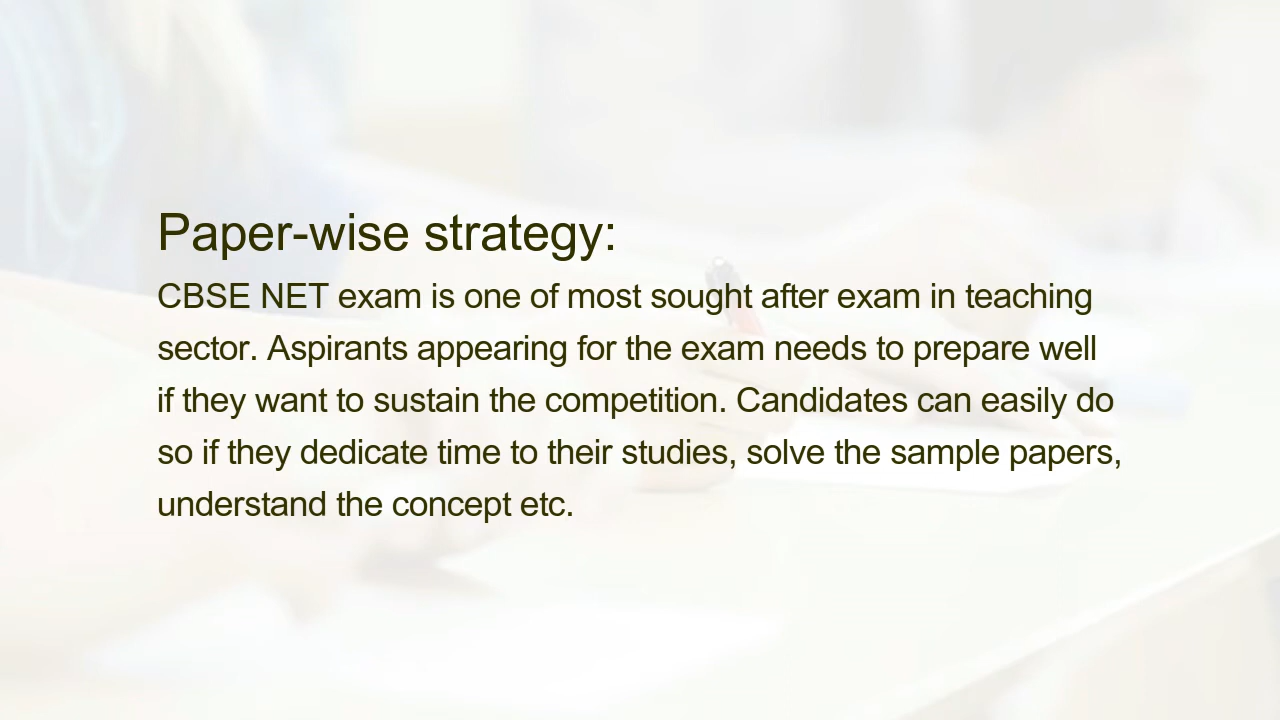 Paper-wise strategy:
CBSE NET exam is one of most sought after exam in teaching
sector. Aspirants appearing for the exam needs to prepare well
if they want to sustain the competition. Candidates can easily do
so if they dedicate time to their studies, solve the sample papers,
understand the concept etc.